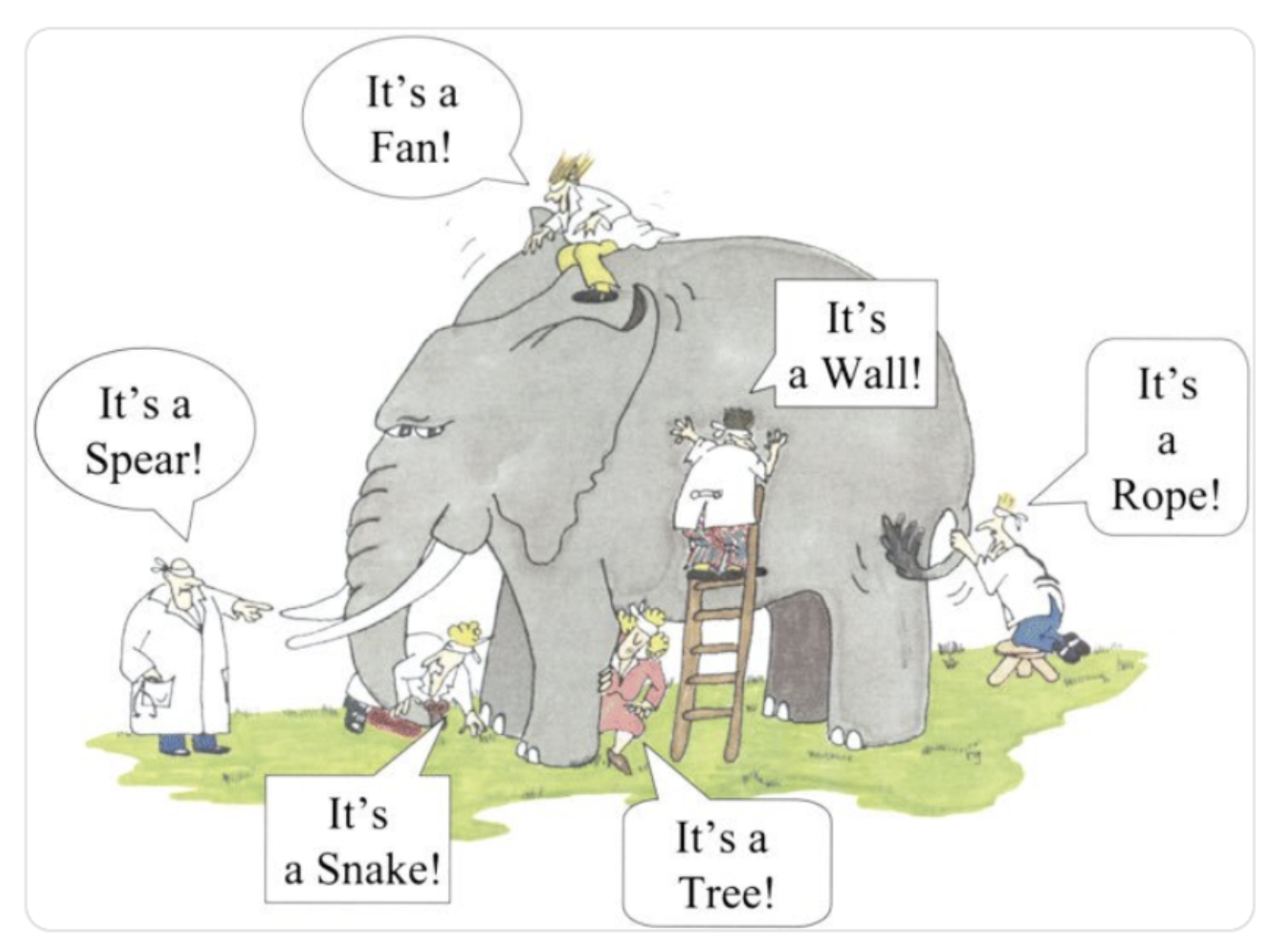 It’s a
Fan!
It’s
a Wall!
It’s a
Spear!
It’s
a
Rope!
It’s
a Snake!
It’s a
Tree!